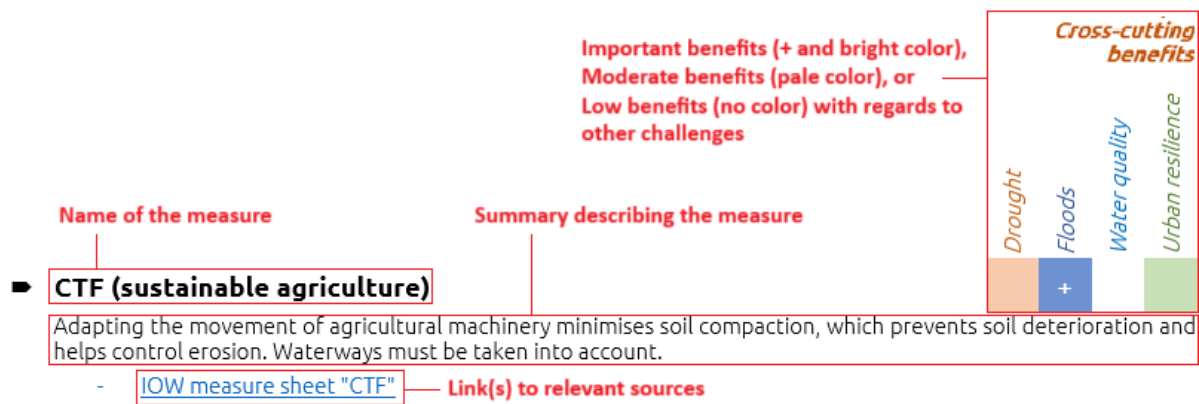 Cross-cutting
benefits
Important benefits (+ and bright color),
Moderate benefits (pale color), or
Low benefits (no color) with regards to
other challenges
Drought
Floods
Water quality
Urban resilience
Name of the measure
Summary describing the measure
CTF (sustainable agriculture)
+
Adapting the movement of agricultural machinery minimises soil compaction, which prevents soil deterioration and
helps control erosion. Waterways must be taken into account.
- IOW measure sheet "CTF"
Link(s) to relevant sources